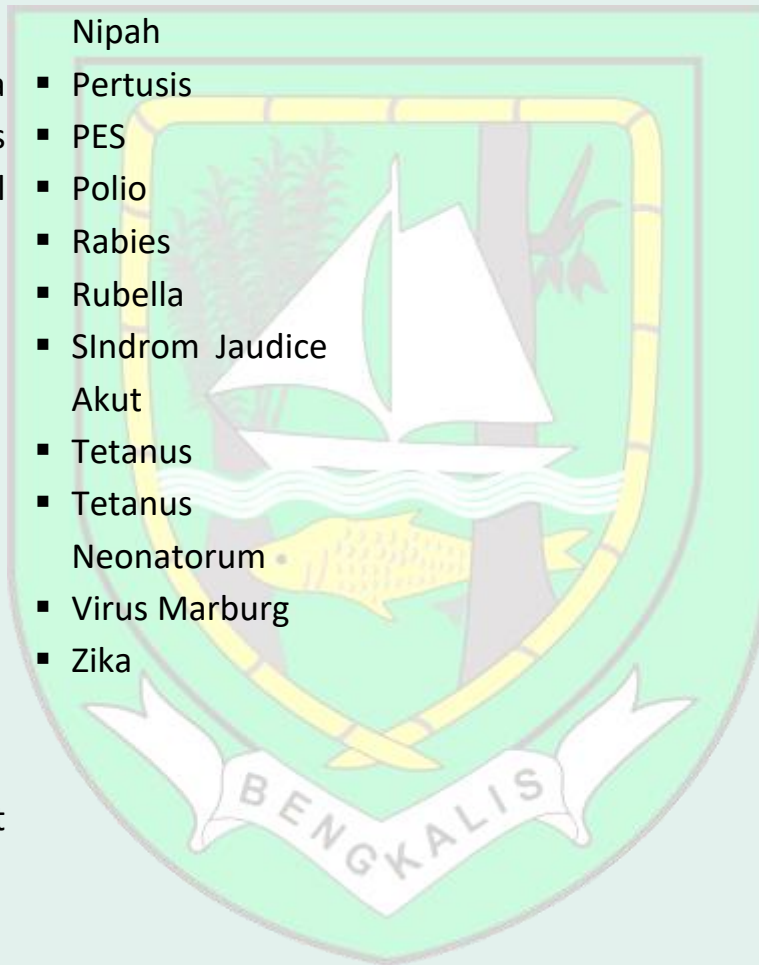 Nipah
▪ Pertusis
▪ PES
▪ Polio
▪ Rabies
▪ Rubella
▪ SIndrom Jaudice
Akut
▪ Tetanus
▪ Tetanus
Neonatorum
▪ Virus Marburg
▪ Zika
BENGKALIS